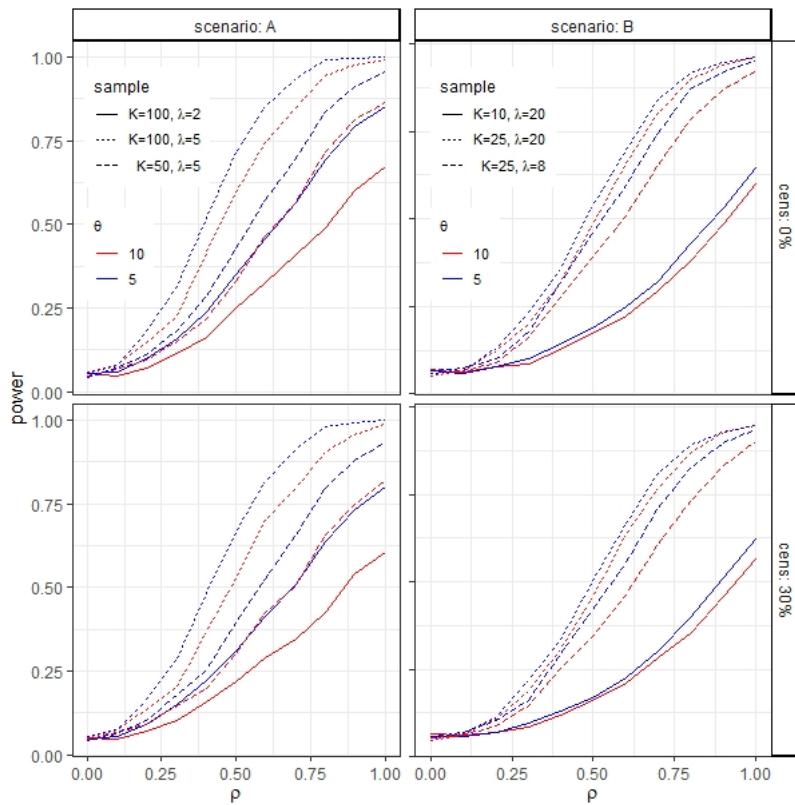 scenario: A
scenario: B
1.00
0.75
0.50
0.25
0.00
sample
K=100, λ=2
K=100, λ=5
K=50, λ=5
θ
10
5
sample
K=10, λ=20
K=25, λ=20
K=25, λ=8
θ
10
5
cens: 0%
power
1.00
0.75
0.50
0.25
0.00
cens: 30%
0.00 0.25 0.50 0.75 1.00
0.00 0.25 0.50 0.75 1.00
ρ
ρ